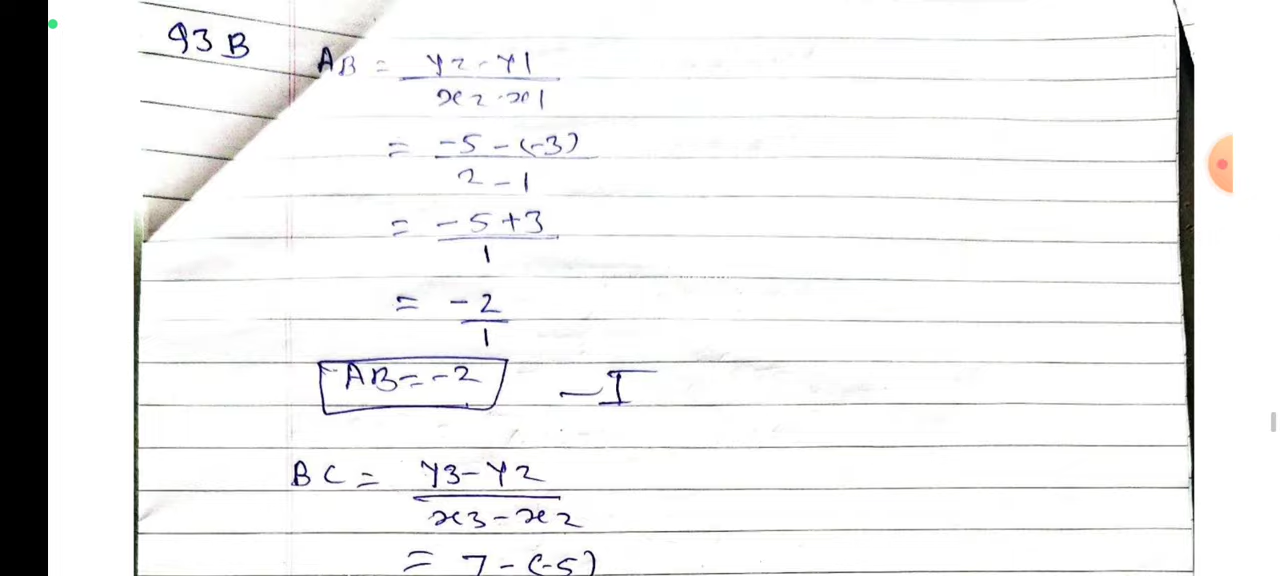 Q3 B
AB = y2 - y1
x2 - x1
= -5 - (-3)
2 - 1
= -5 + 3
1
= -2
1
AB = -2 - I
BC = y3 - y2
x3 - x2
= 7 - (-5)